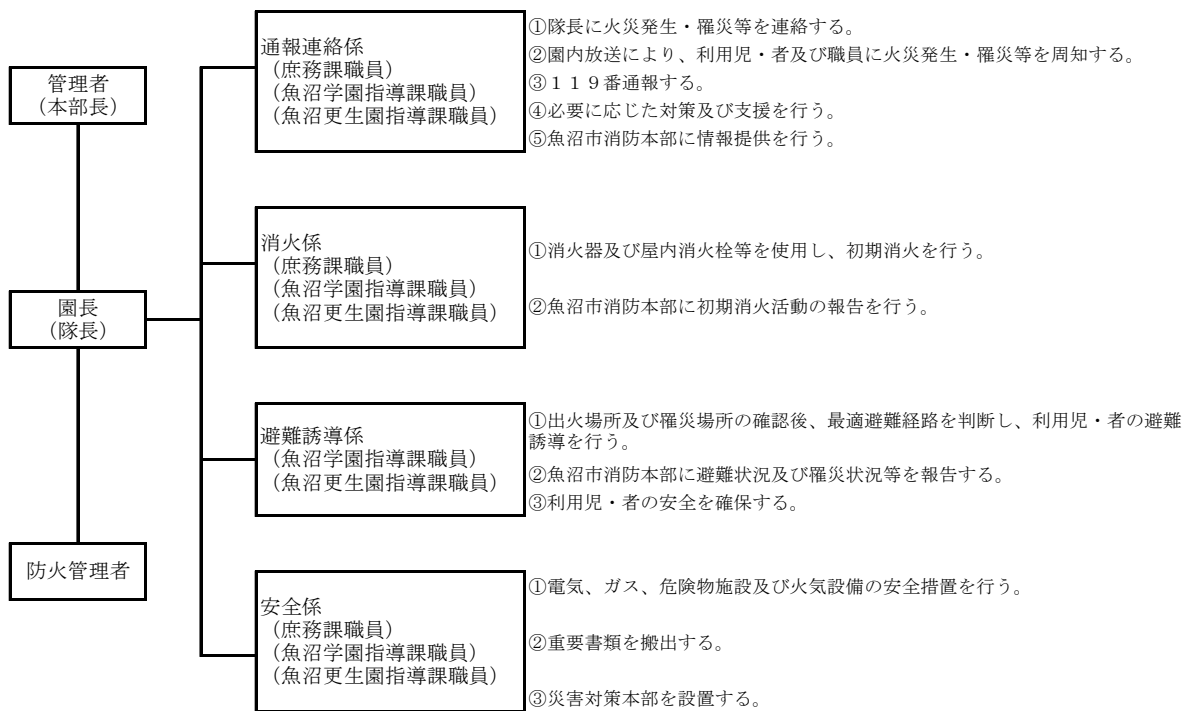 管理者
（本部長）
園長
（隊長）
防火管理者
通報連絡係
（庶務課職員）
（魚沼学園指導課職員）
（魚沼更生園指導課職員）
①隊長に火災発生・罹災等を連絡する。
②園内放送により、利用児・者及び職員に火災発生・罹災等を周知する。
③１１９番通報する。
④必要に応じた対策及び支援を行う。
⑤魚沼市消防本部に情報提供を行う。
消火係
（庶務課職員）
（魚沼学園指導課職員）
（魚沼更生園指導課職員）
①消火器及び屋内消火栓等を使用し、初期消火を行う。
②魚沼市消防本部に初期消火活動の報告を行う。
避難誘導係
（魚沼学園指導課職員）
（魚沼更生園指導課職員）
①出火場所及び罹災場所の確認後、最適避難経路を判断し、利用児・者の避難
誘導を行う。
②魚沼市消防本部に避難状況及び罹災状況等を報告する。
③利用児・者の安全を確保する。
安全係
（庶務課職員）
（魚沼学園指導課職員）
（魚沼更生園指導課職員）
①電気、ガス、危険物施設及び火気設備の安全措置を行う。
②重要書類を搬出する。
③災害対策本部を設置する。